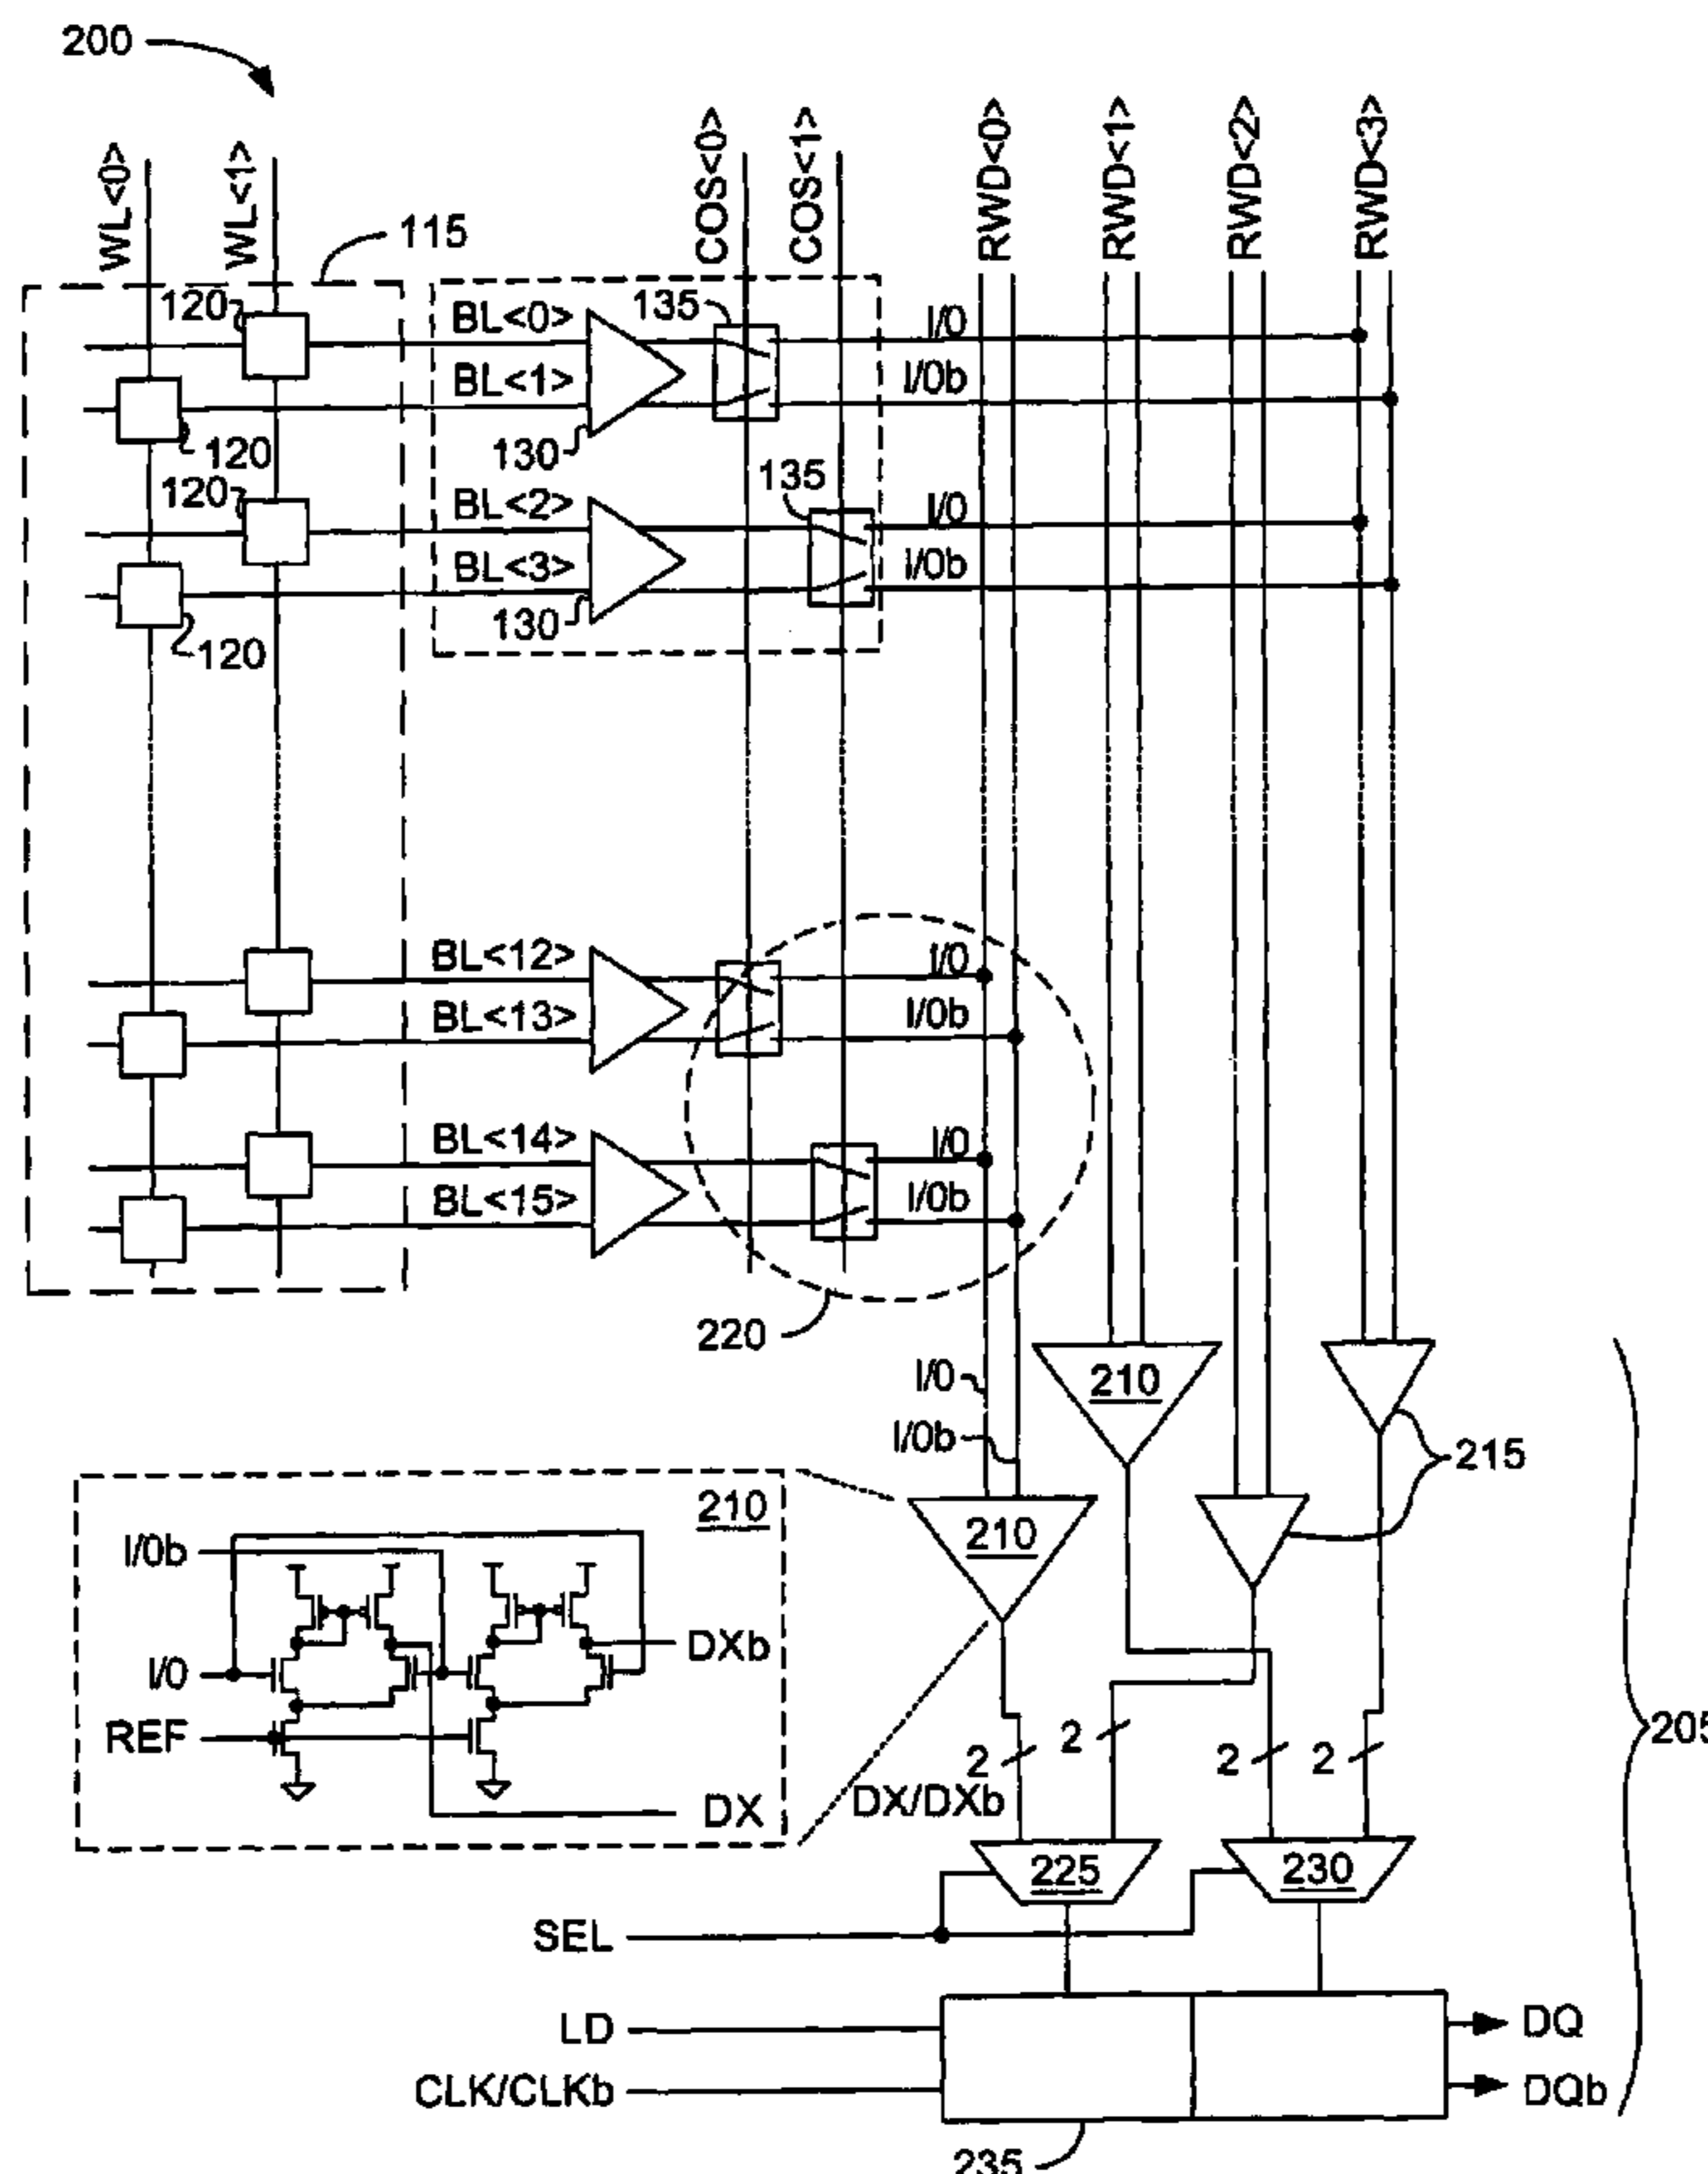 200
WL<0>
WL<1>
COS<0>
COS<1>
RWD<0>
RWD<1>
RWD<2>
RWD<3>
115
120
BL<0>
135
I/0
BL<1>
I/0b
120
130
120
BL<2>
135
I/0
BL<3>
I/0b
130
120
BL<12>
I/0
BL<13>
I/0b
BL<14>
I/0
BL<15>
I/0b
220
I/0
210
I/0b
215
210
210
I/0b
DXb
I/0
REF
DX
2
2
2
2
DX/DXb
205
225
230
SEL
LD
DQ
CLK/CLKb
DQb
235